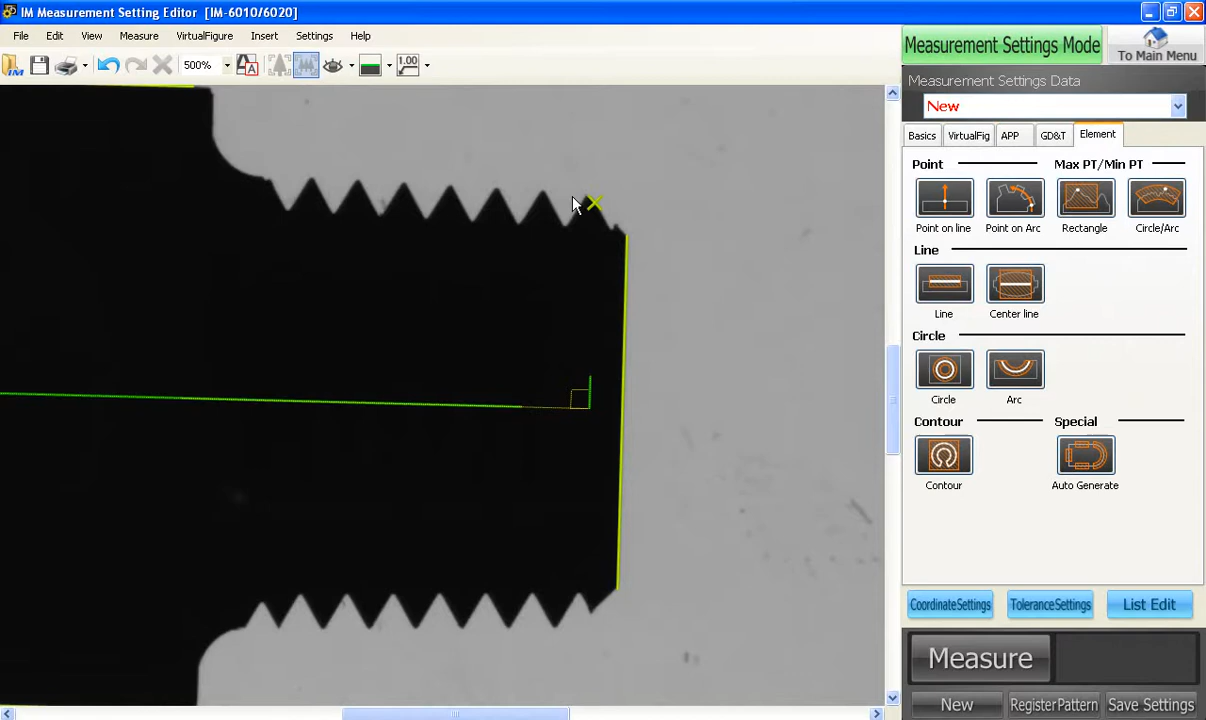 IM Measurement Setting Editor [IM-6010/6020]
File Edit View Measure VirtualFigure Insert Settings Help
Measurement Settings Mode
To Main Menu
IM
500%
1.00
Measurement Settings Data
New
Basics VirtualFig APP GD&T Element
Point Max PT/Min PT
Point on line Point on Arc Rectangle Circle/Arc
Line
Line Center line
Circle
Circle Arc
Contour Special
Contour Auto Generate
CoordinateSettings ToleranceSettings List Edit
Measure
New RegisterPattern Save Settings